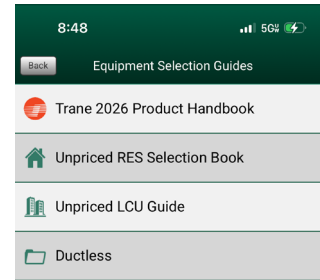 8:48
5G
Back
Equipment Selection Guides
Trane 2026 Product Handbook
Unpriced RES Selection Book
Unpriced LCU Guide
Ductless